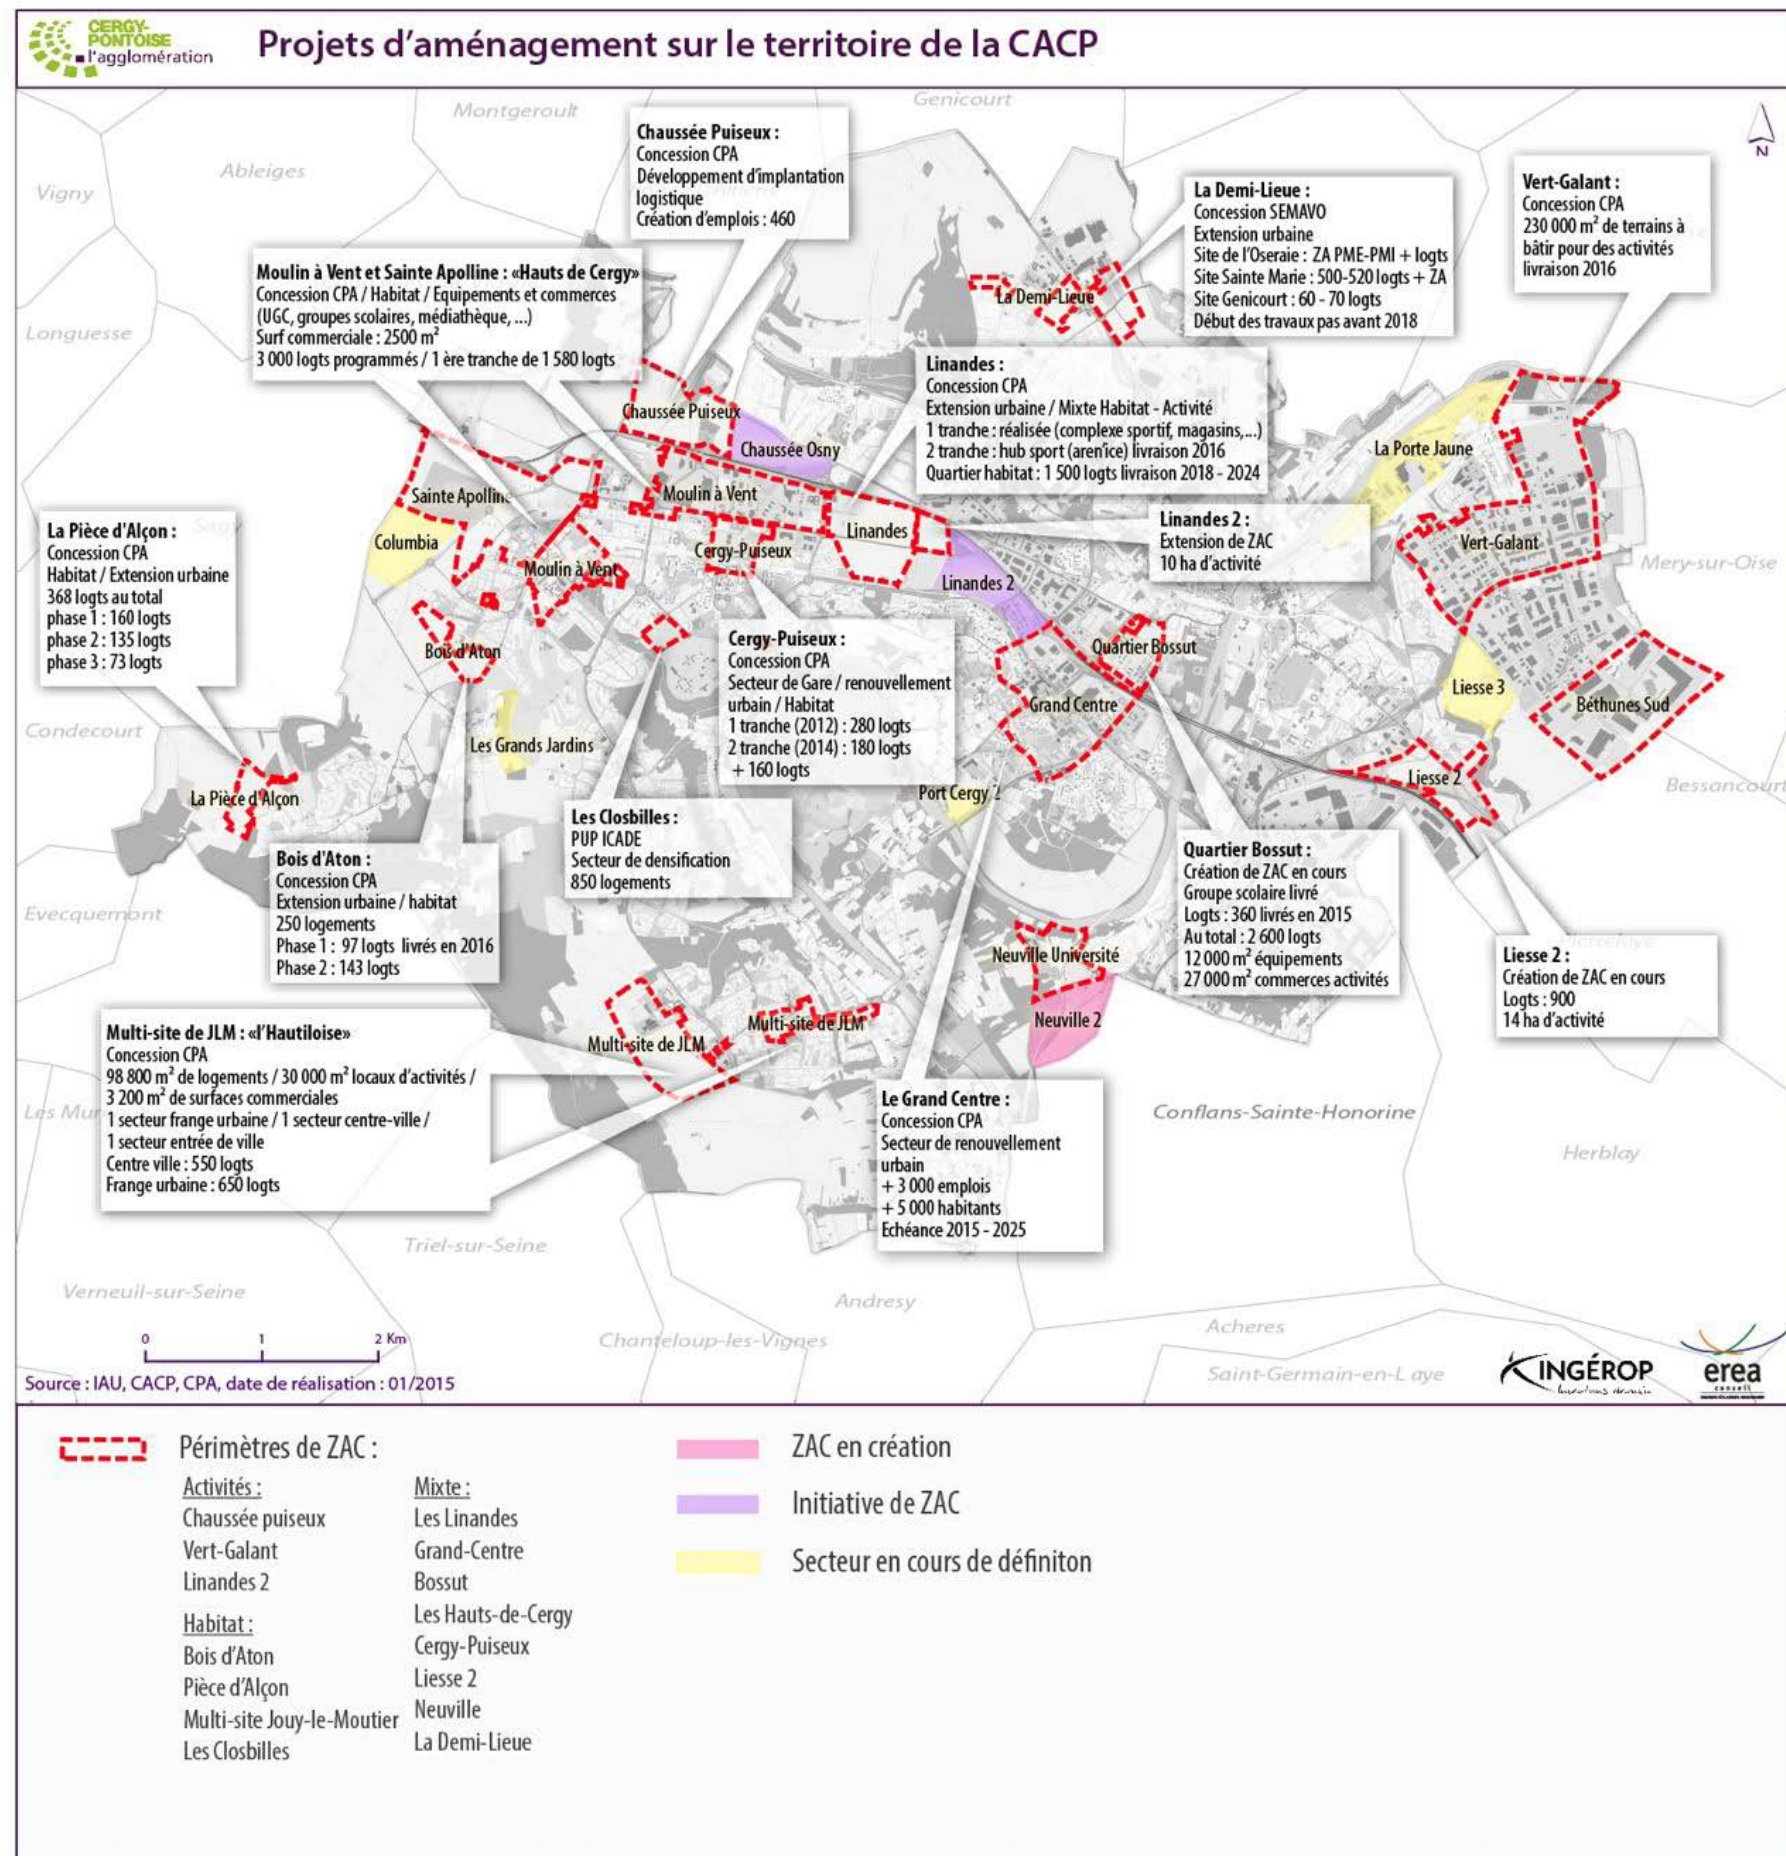 CERGY-
PONTOISE
l'agglomération
Projets d'aménagement sur le territoire de la CACP
Montgeroult
Genicourt
Ableiges
Vigny
Longuesse
Condecourt
Evecquemont
Triel-sur-Seine
Verneuil-sur-Seine
Chanteloup-les-Vignes
Andresy
Acheres
Saint-Germain-en-Laye
Conflans-Sainte-Honorine
Herblay
Bessancourt
Mery-sur-Oise
N
Chaussée Puiseux :
Concession CPA
Développement d'implantation
logistique
Création d'emplois : 460
La Demi-Lieue :
Concession SEMAVO
Extension urbaine
Site de l'Oseraie : ZA PME-PMI + logts
Site Sainte Marie : 500-520 logts + ZA
Site Genicourt : 60 - 70 logts
Début des travaux pas avant 2018
Vert-Galant :
Concession CPA
230 000 m² de terrains à
bâtir pour des activités
livraison 2016
Moulin à Vent et Sainte Apolline : «Hauts de Cergy»
Concession CPA / Habitat / Equipements et commerces
(UGC, groupes scolaires, médiathèque, ...)
Surf commerciale : 2500 m²
3 000 logts programmés / 1 ère tranche de 1 580 logts
Linandes :
Concession CPA
Extension urbaine / Mixte Habitat - Activité
1 tranche : réalisée (complexe sportif, magasins,...)
2 tranche : hub sport (aren'ice) livraison 2016
Quartier habitat : 1 500 logts livraison 2018 - 2024
Linandes 2 :
Extension de ZAC
10 ha d'activité
La Pièce d'Alçon :
Concession CPA
Habitat / Extension urbaine
368 logts au total
phase 1 : 160 logts
phase 2 : 135 logts
phase 3 : 73 logts
Cergy-Puiseux :
Concession CPA
Secteur de Gare / renouvellement
urbain / Habitat
1 tranche (2012) : 280 logts
2 tranche (2014) : 180 logts
+ 160 logts
Les Closbilles :
PUP ICADE
Secteur de densification
850 logements
Bois d'Aton :
Concession CPA
Extension urbaine / habitat
250 logements
Phase 1 : 97 logts livrés en 2016
Phase 2 : 143 logts
Quartier Bossut :
Création de ZAC en cours
Groupe scolaire livré
Logts : 360 livrés en 2015
Au total : 2 600 logts
12 000 m² équipements
27 000 m² commerces activités
Liesse 2 :
Création de ZAC en cours
Logts : 900
14 ha d'activité
Multi-site de JLM : «l'Hautiloise»
Concession CPA
98 800 m² de logements / 30 000 m² locaux d'activités /
3 200 m² de surfaces commerciales
1 secteur frange urbaine / 1 secteur centre-ville /
1 secteur entrée de ville
Centre ville : 550 logts
Frange urbaine : 650 logts
Le Grand Centre :
Concession CPA
Secteur de renouvellement
urbain
+ 3 000 emplois
+ 5 000 habitants
Echéance 2015 - 2025
La Demi-Lieue
Chaussée Puiseux
Chaussée Osny
La Porte Jaune
Sainte Apolline
Moulin à Vent
Linandes
Columbia
Cergy-Puiseux
Vert-Galant
Moulin à Vent
Linandes 2
Bois d'Aton
Quartier Bossut
Liesse 3
Grand Centre
Béthunes Sud
Les Grands Jardins
Liesse 2
La Pièce d'Alçon
Port Cergy 2
Neuville Université
Neuville 2
Multi-site de JLM
Multi-site de JLM
Les Mur
0 1 2 Km
Source : IAU, CACP, CPA, date de réalisation : 01/2015
INGÉROP
erea
conseil
Périmètres de ZAC :
Activités :
Chaussée puiseux
Vert-Galant
Linandes 2
Habitat :
Bois d'Aton
Pièce d'Alçon
Multi-site Jouy-le-Moutier
Les Closbilles
Mixte :
Les Linandes
Grand-Centre
Bossut
Les Hauts-de-Cergy
Cergy-Puiseux
Liesse 2
Neuville
La Demi-Lieue
ZAC en création
Initiative de ZAC
Secteur en cours de définiton